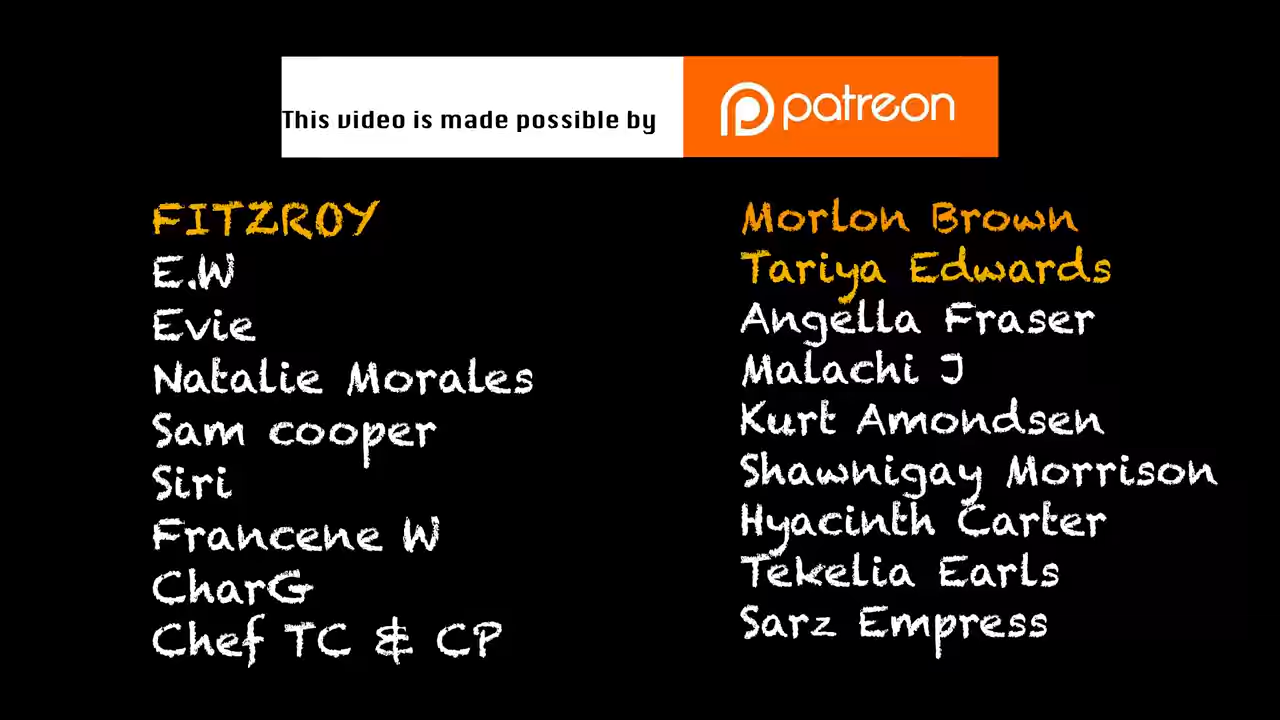 This video is made possible by patreon
FITZROY
E.W
Evie
Natalie Morales
Sam cooper
Siri
Francene W
CharG
Chef TC & CP
Morlon Brown
Tariya Edwards
Angella Fraser
Malachi J
Kurt Amondsen
Shawnigay Morrison
Hyacinth Carter
Tekelia Earls
Sarz Empress